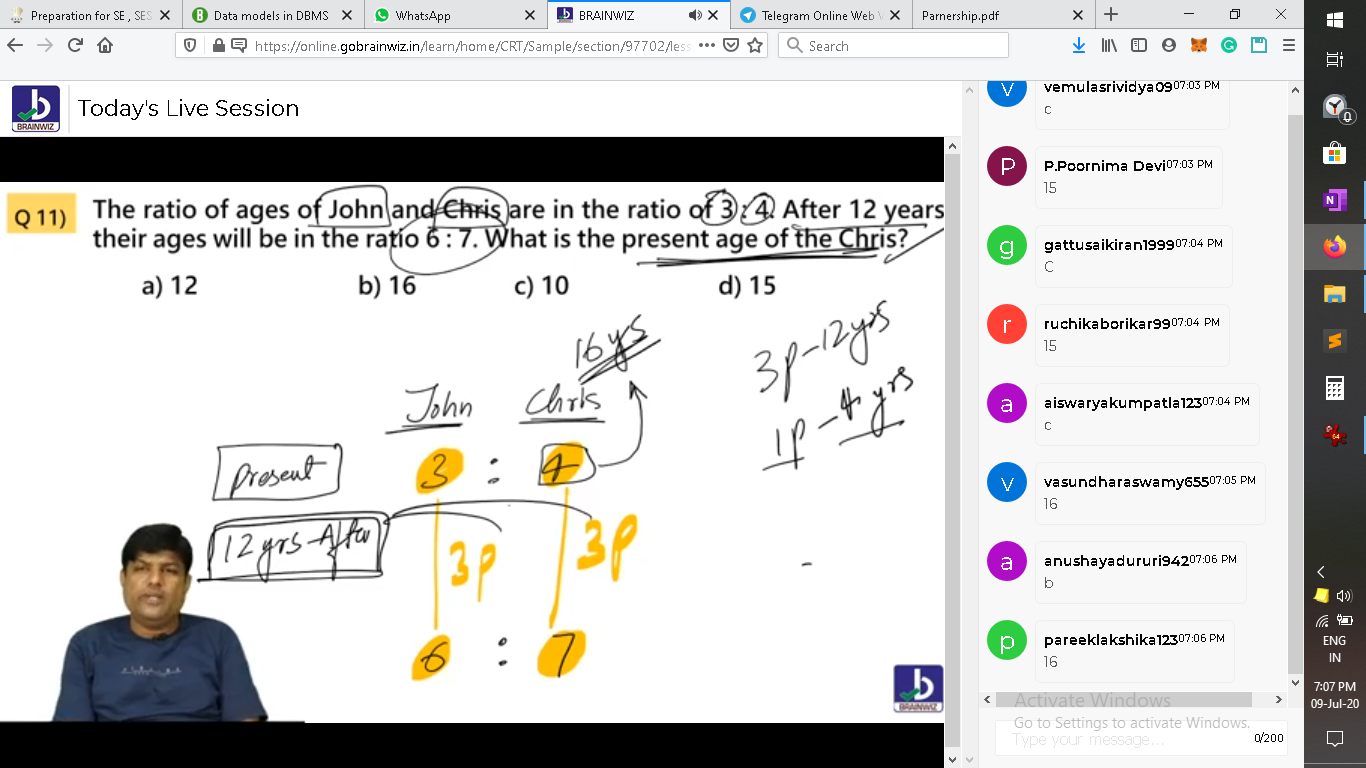 Preparation for SE , SES
Data models in DBMS
WhatsApp
BRAINWIZ
Telegram Online Web
Parnership.pdf
https://online.gobrainwiz.in/learn/home/CRT/Sample/section/97702/less
Search
BRAINWIZ
Today's Live Session
Q 11)
The ratio of ages of John and Chris are in the ratio of 3 : 4. After 12 years
their ages will be in the ratio 6 : 7. What is the present age of the Chris?
a) 12 b) 16 c) 10 d) 15
16 yrs
3p - 12yrs
1p - 4 yrs
John Chris
present 3 : 4
12 yrs-After 3p 3p
6 : 7
BRAINWIZ
v
vemulasrividya09 07:03 PM
c
P
P.Poornima Devi 07:03 PM
15
g
gattusaikiran1999 07:04 PM
C
r
ruchikaborikar99 07:04 PM
15
a
aiswaryakumpatla123 07:04 PM
c
v
vasundharaswamy655 07:05 PM
16
a
anushayadururi942 07:06 PM
b
p
pareeklakshika123 07:06 PM
16
Activate Windows
Go to Settings to activate Windows.
Type your message...
0/200
64
ENG
IN
7:07 PM
09-Jul-20